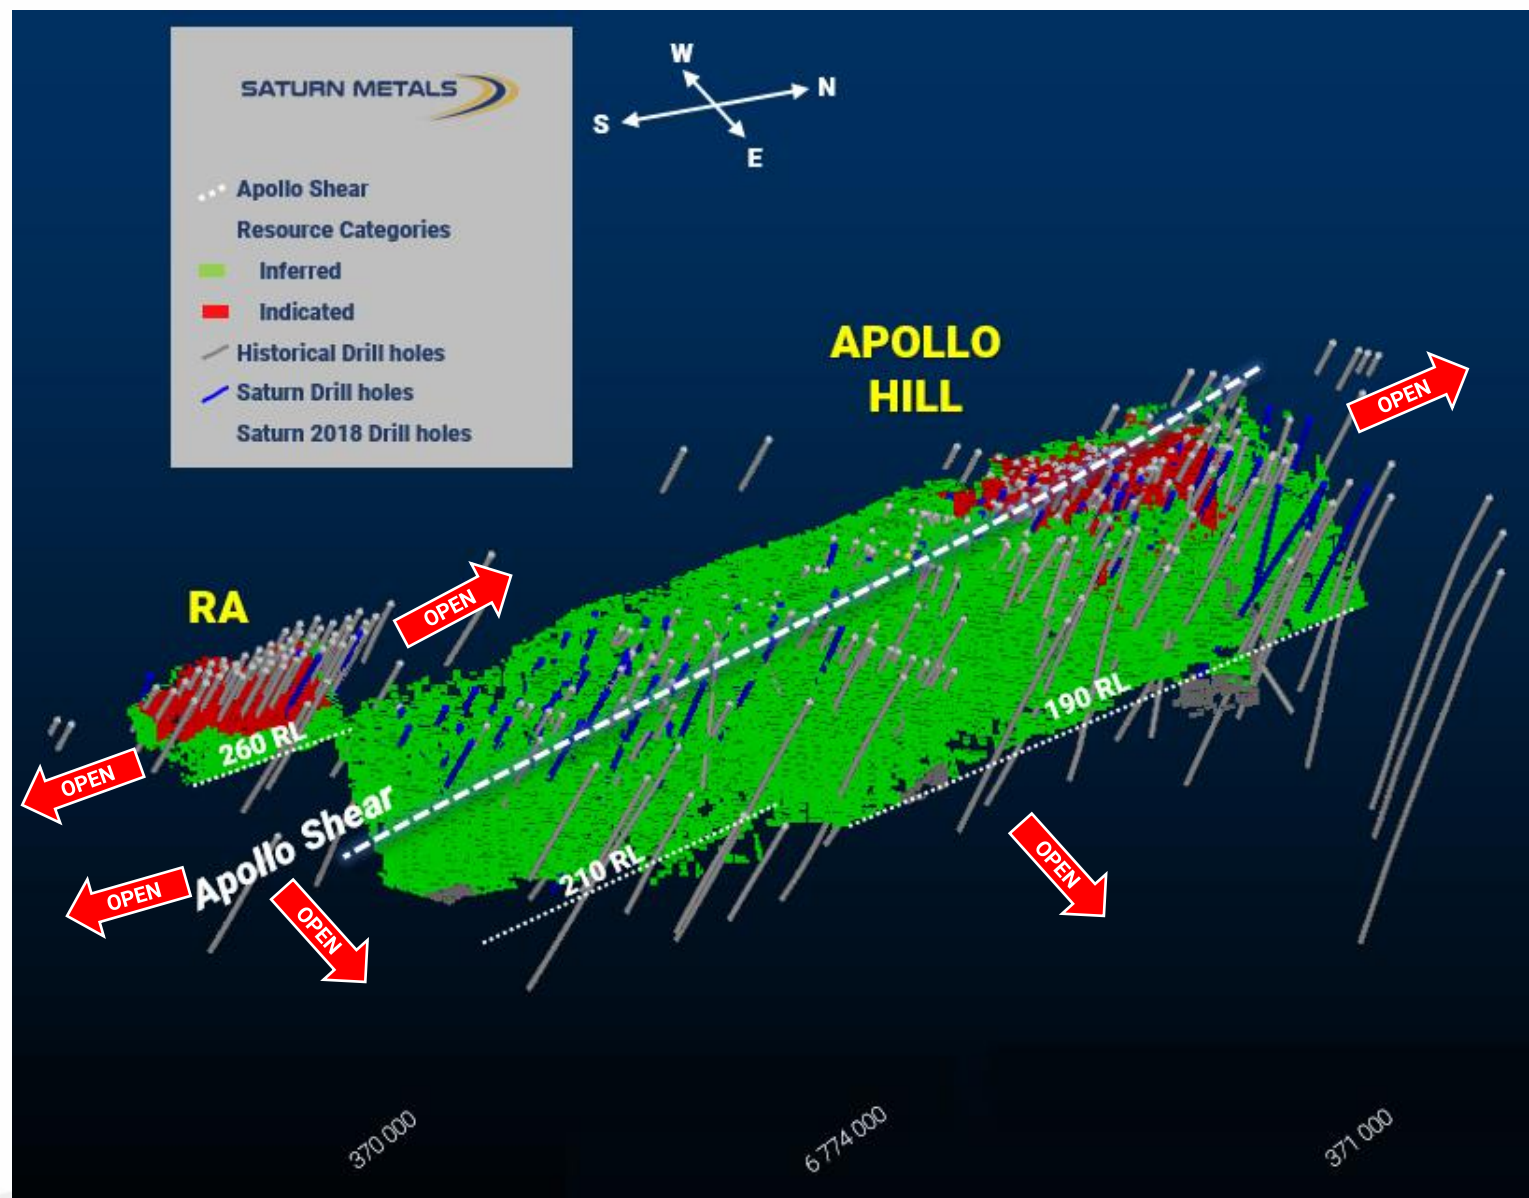 SATURN METALS
Apollo Shear
Resource Categories
Inferred
Indicated
Historical Drill holes
Saturn Drill holes
Saturn 2018 Drill holes
W
N
S
E
APOLLO
HILL
OPEN
RA
OPEN
260 RL
OPEN
190 RL
Apollo Shear
210 RL
OPEN
OPEN
OPEN
370 000
6 774 000
371 000